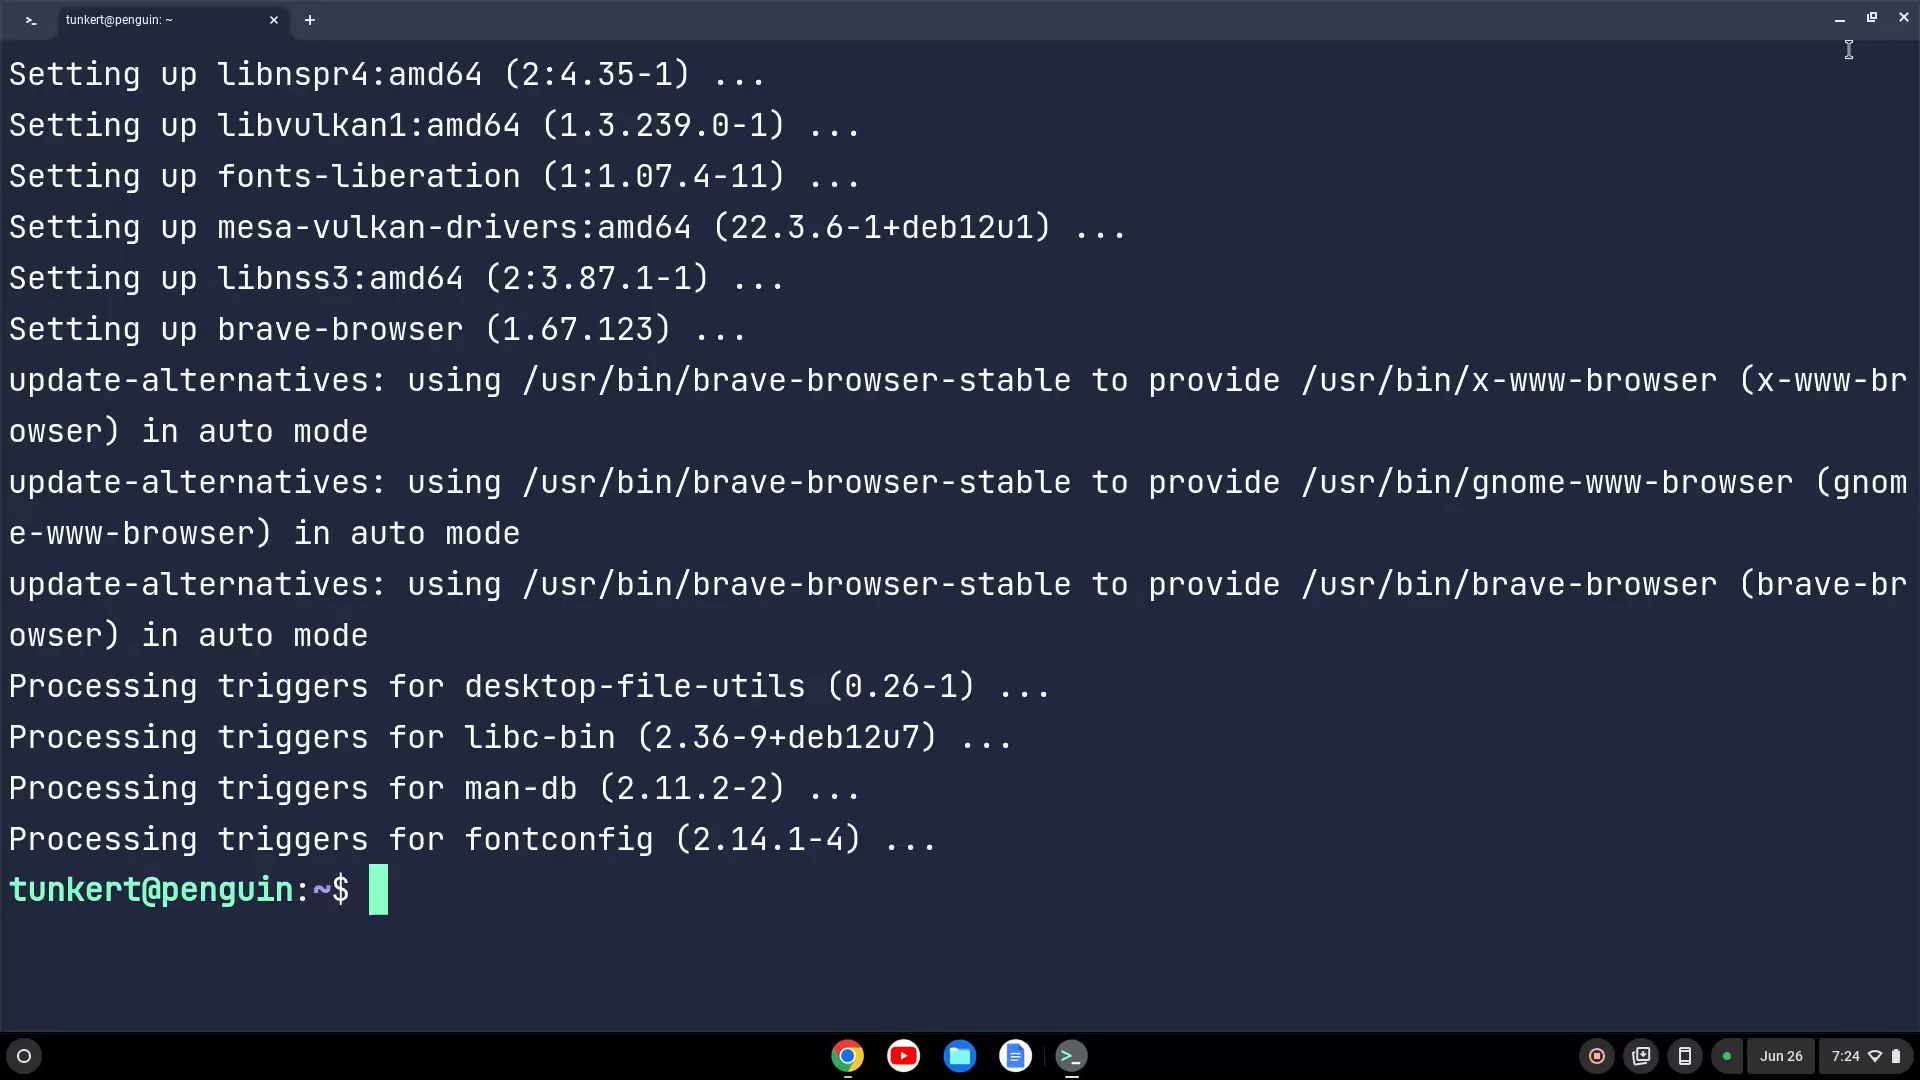 tunkert@penguin: ~
Setting up libnspr4:amd64 (2:4.35-1) ...
Setting up libvulkan1:amd64 (1.3.239.0-1) ...
Setting up fonts-liberation (1:1.07.4-11) ...
Setting up mesa-vulkan-drivers:amd64 (22.3.6-1+deb12u1) ...
Setting up libnss3:amd64 (2:3.87.1-1) ...
Setting up brave-browser (1.67.123) ...
update-alternatives: using /usr/bin/brave-browser-stable to provide /usr/bin/x-www-browser (x-www-br
owser) in auto mode
update-alternatives: using /usr/bin/brave-browser-stable to provide /usr/bin/gnome-www-browser (gnom
e-www-browser) in auto mode
update-alternatives: using /usr/bin/brave-browser-stable to provide /usr/bin/brave-browser (brave-br
owser) in auto mode
Processing triggers for desktop-file-utils (0.26-1) ...
Processing triggers for libc-bin (2.36-9+deb12u7) ...
Processing triggers for man-db (2.11.2-2) ...
Processing triggers for fontconfig (2.14.1-4) ...
tunkert@penguin:~$
Jun 26 7:24